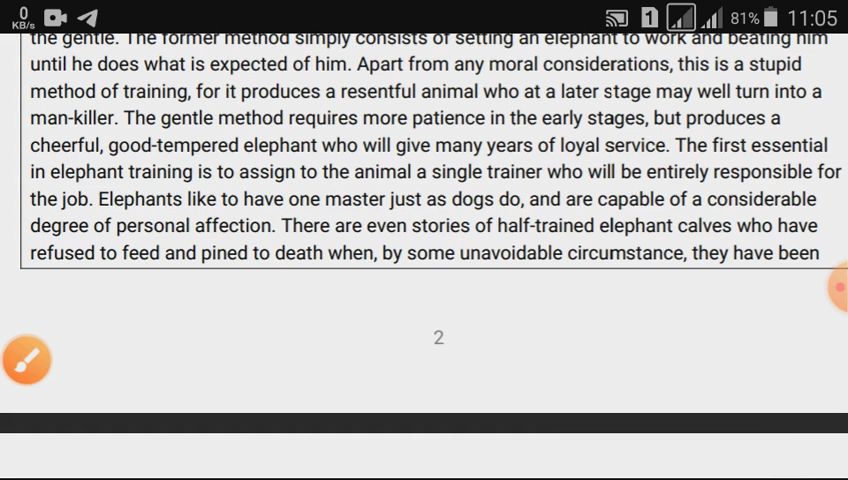 0
KB/s
1
81%
11:05
the gentle. The former method simply consists of setting an elephant to work and beating him
until he does what is expected of him. Apart from any moral considerations, this is a stupid
method of training, for it produces a resentful animal who at a later stage may well turn into a
man-killer. The gentle method requires more patience in the early stages, but produces a
cheerful, good-tempered elephant who will give many years of loyal service. The first essential
in elephant training is to assign to the animal a single trainer who will be entirely responsible for
the job. Elephants like to have one master just as dogs do, and are capable of a considerable
degree of personal affection. There are even stories of half-trained elephant calves who have
refused to feed and pined to death when, by some unavoidable circumstance, they have been
2